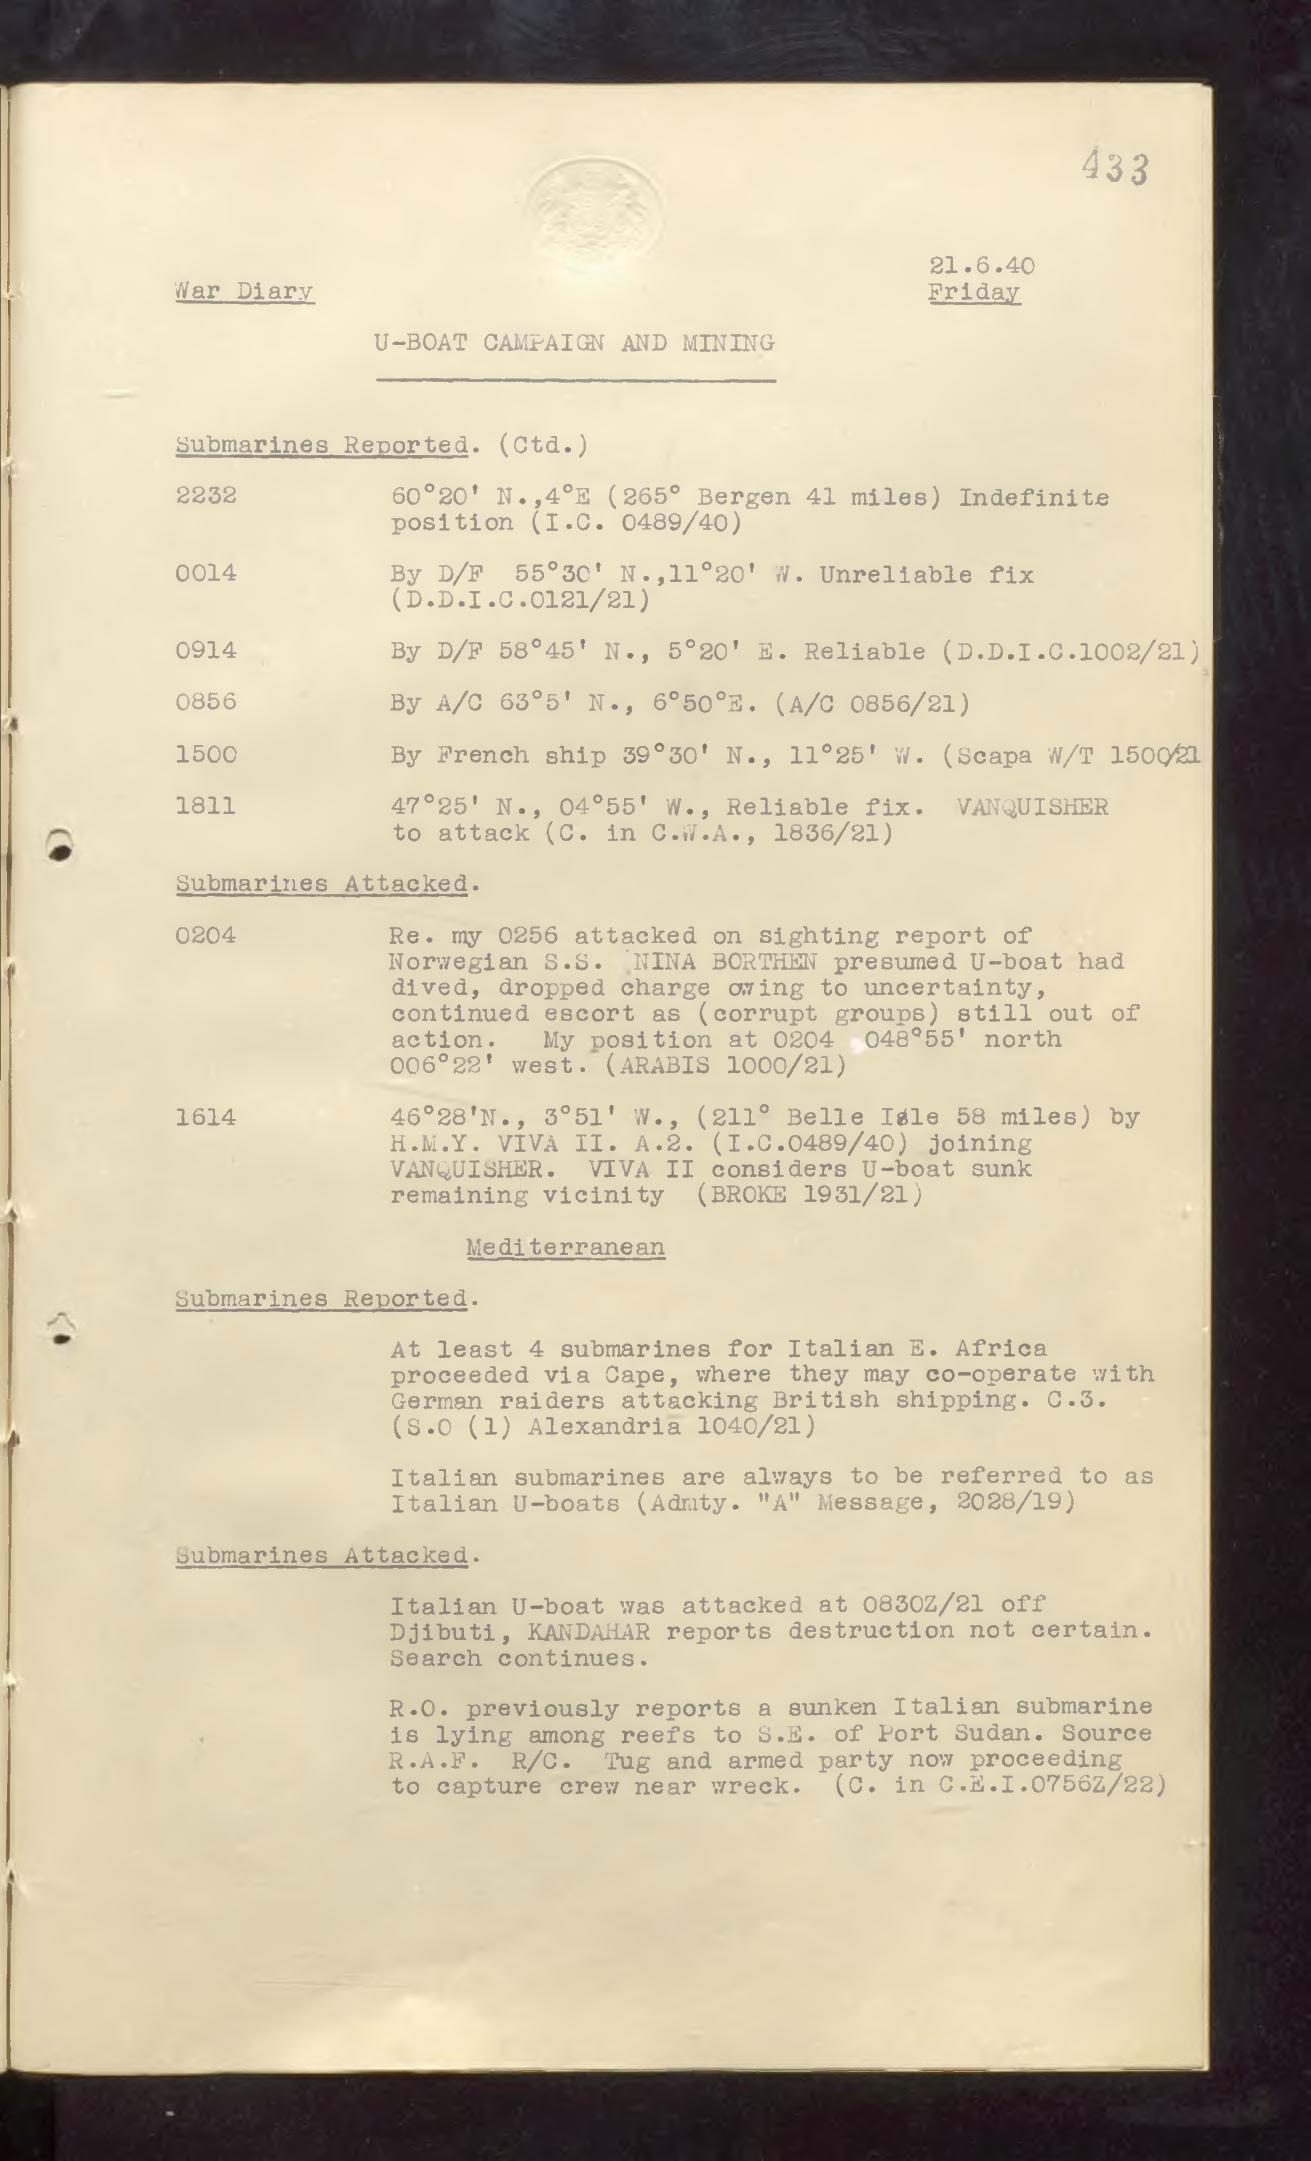 433
21.6.40
War Diary
Friday
U-BOAT CAMPAIGN AND MINING
Submarines Reported. (Ctd.)
2232 60°20' N.,4°E (265° Bergen 41 miles) Indefinite
position (I.C. 0489/40)
0014 By D/F 55°30' N.,11°20' W. Unreliable fix
(D.D.I.C.0121/21)
0914 By D/F 58°45' N., 5°20' E. Reliable (D.D.I.C.1002/21)
0856 By A/C 63°5' N., 6°50°E. (A/C 0856/21)
1500 By French ship 39°30' N., 11°25' W. (Scapa W/T 1500/21
1811 47°25' N., 04°55' W., Reliable fix. VANQUISHER
to attack (C. in C.W.A., 1836/21)
Submarines Attacked.
0204 Re. my 0256 attacked on sighting report of
Norwegian S.S. NINA BORTHEN presumed U-boat had
dived, dropped charge owing to uncertainty,
continued escort as (corrupt groups) still out of
action. My position at 0204 048°55' north
006°22' west. (ARABIS 1000/21)
1614 46°28'N., 3°51' W., (211° Belle Isle 58 miles) by
H.M.Y. VIVA II. A.2. (I.C.0489/40) joining
VANQUISHER. VIVA II considers U-boat sunk
remaining vicinity (BROKE 1931/21)
Mediterranean
Submarines Reported.
At least 4 submarines for Italian E. Africa
proceeded via Cape, where they may co-operate with
German raiders attacking British shipping. C.3.
(S.O (1) Alexandria 1040/21)
Italian submarines are always to be referred to as
Italian U-boats (Admty. "A" Message, 2028/19)
Submarines Attacked.
Italian U-boat was attacked at 0830Z/21 off
Djibuti, KANDAHAR reports destruction not certain.
Search continues.
R.O. previously reports a sunken Italian submarine
is lying among reefs to S.E. of Port Sudan. Source
R.A.F. R/C. Tug and armed party now proceeding
to capture crew near wreck. (C. in C.E.I.0756Z/22)